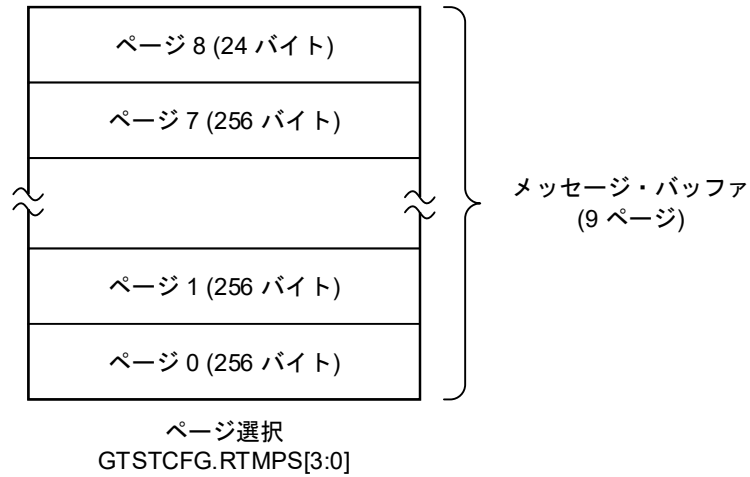 ページ 8 (24 バイト)
ページ 7 (256 バイト)
メッセージ・バッファ
(9 ページ)
ページ 1 (256 バイト)
ページ 0 (256 バイト)
ページ選択
GTSTCFG.RTMPS[3:0]